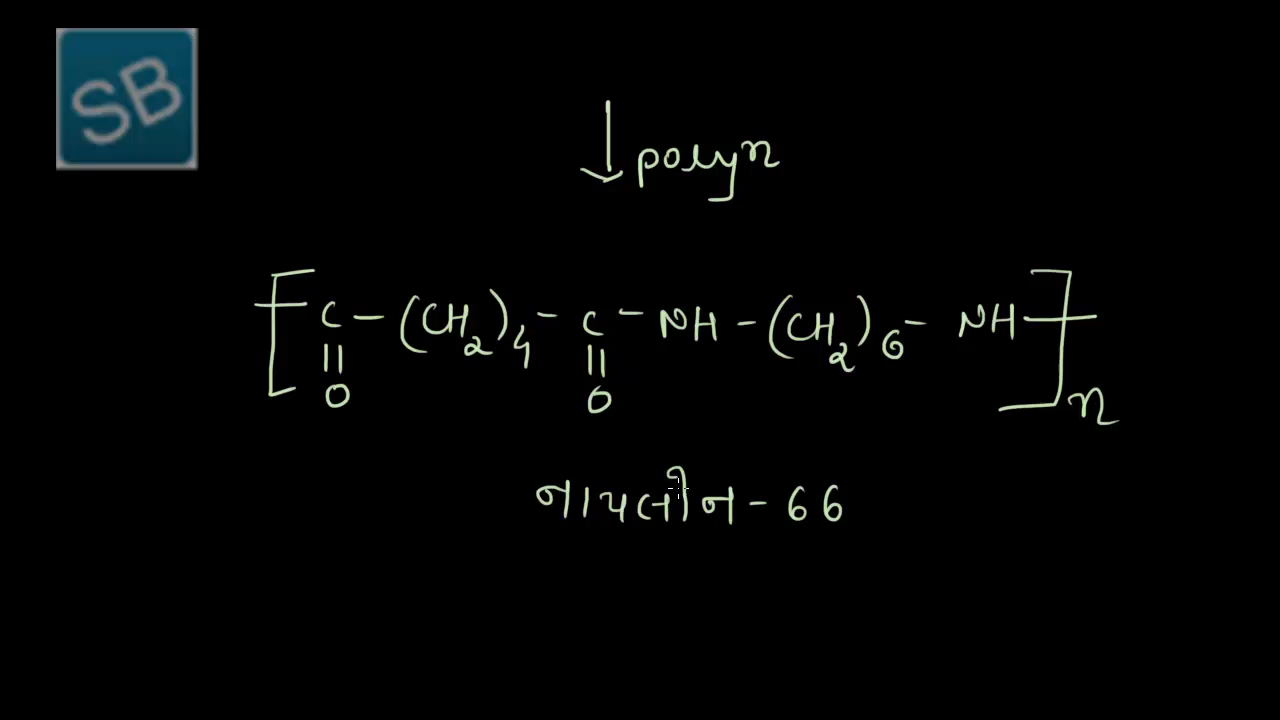 SB
↓ polyn
[-C-(CH2)4-C-NH-(CH2)6-NH-]n
|| ||
O O
નાયલોન-66